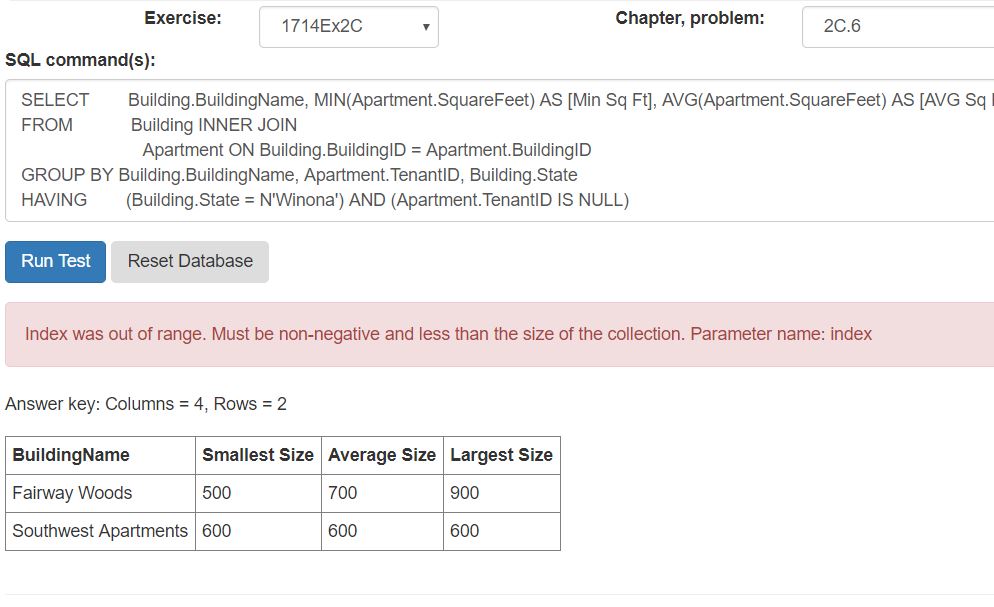 Exercise: 1714Ex2C Chapter, problem: 2C.6
SQL command(s):
SELECT Building.BuildingName, MIN(Apartment.SquareFeet) AS [Min Sq Ft], AVG(Apartment.SquareFeet) AS [AVG Sq
FROM Building INNER JOIN
Apartment ON Building.BuildingID = Apartment.BuildingID
GROUP BY Building.BuildingName, Apartment.TenantID, Building.State
HAVING (Building.State = N'Winona') AND (Apartment.TenantID IS NULL)
Run Test Reset Database
Index was out of range. Must be non-negative and less than the size of the collection. Parameter name: index
Answer key: Columns = 4, Rows = 2
BuildingName Smallest Size Average Size Largest Size
Fairway Woods 500 700 900
Southwest Apartments 600 600 600